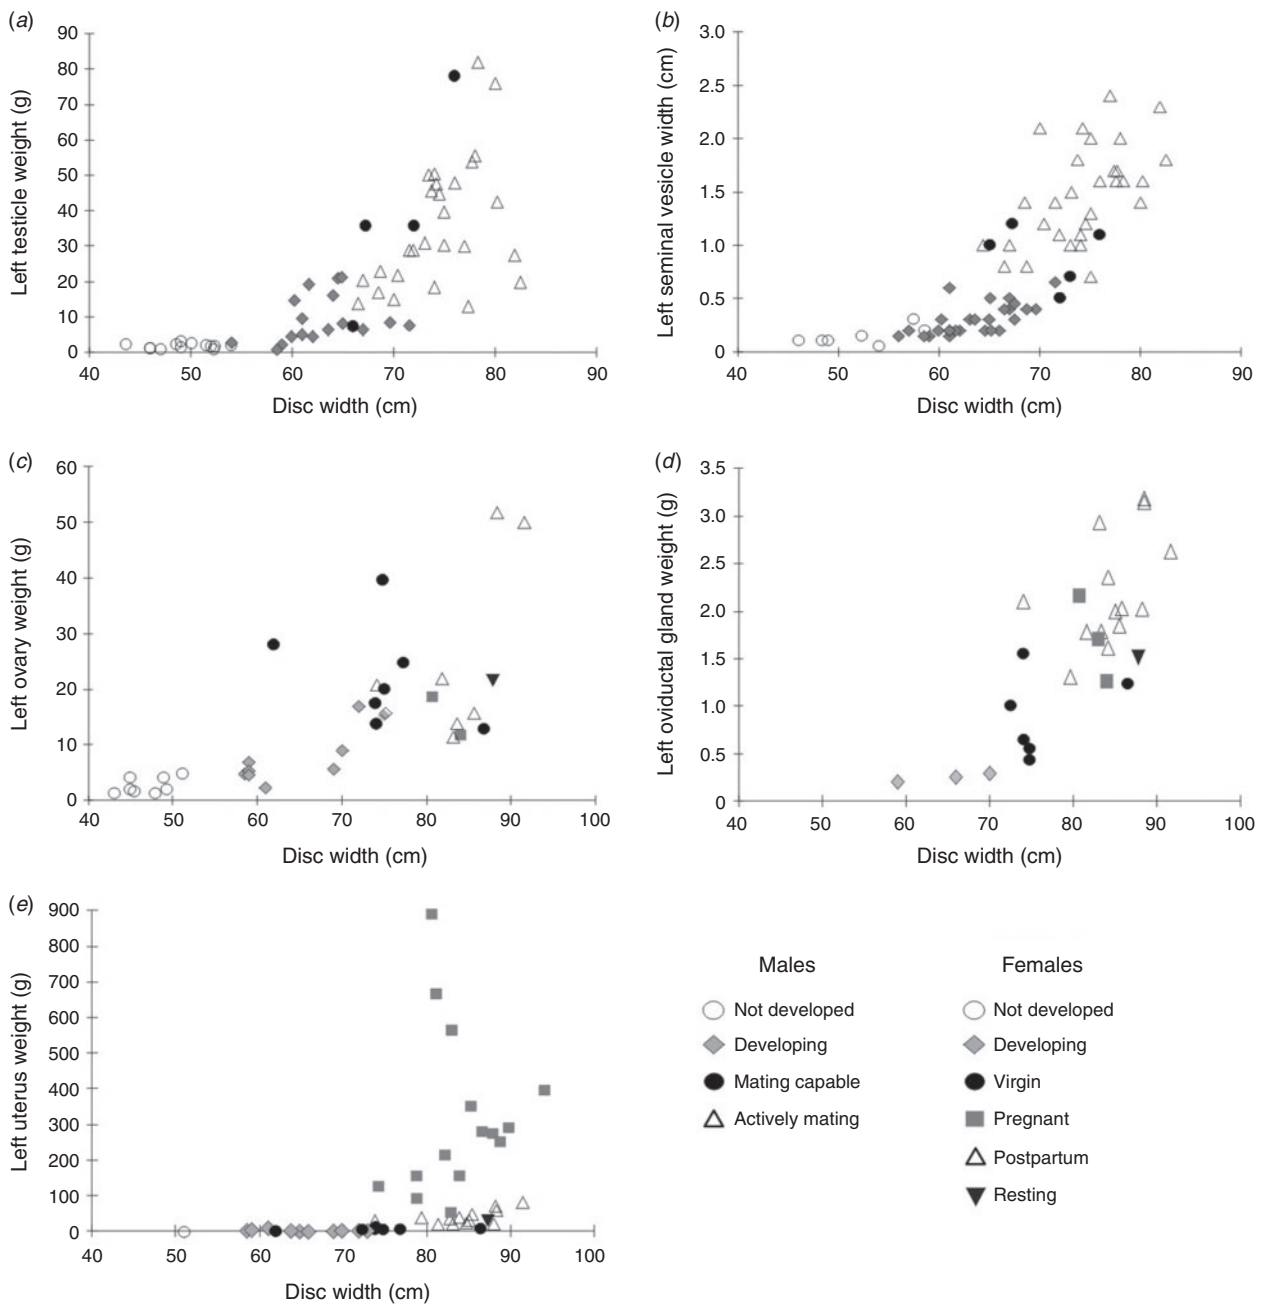 (a)
90
80
70
60
50
40
30
20
10
0
Left testicle weight (g)
40 50 60 70 80 90
Disc width (cm)
(b)
3.0
2.5
2.0
1.5
1.0
0.5
0
Left seminal vesicle width (cm)
40 50 60 70 80 90
Disc width (cm)
(c)
60
50
40
30
20
10
0
Left ovary weight (g)
40 50 60 70 80 90 100
Disc width (cm)
(d)
3.5
3.0
2.5
2.0
1.5
1.0
0.5
0
Left oviductal gland weight (g)
40 50 60 70 80 90 100
Disc width (cm)
(e)
900
800
700
600
500
400
300
200
100
0
Left uterus weight (g)
40 50 60 70 80 90 100
Disc width (cm)
Males
Not developed
Developing
Mating capable
Actively mating
Females
Not developed
Developing
Virgin
Pregnant
Postpartum
Resting